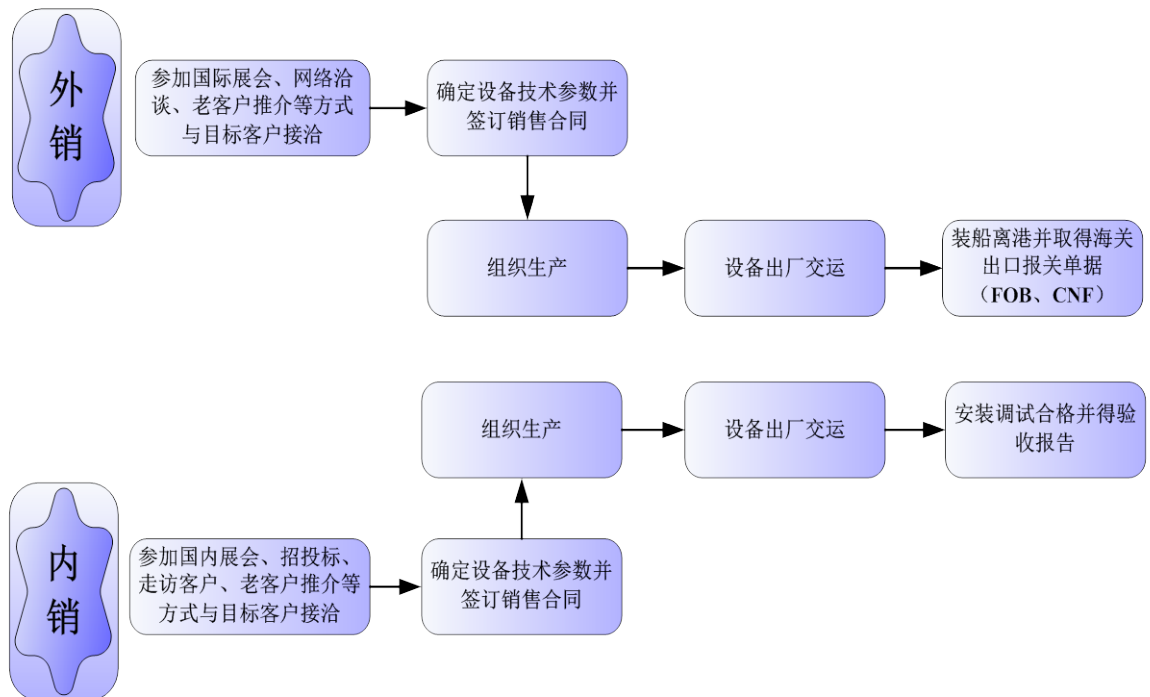 外
销
参加国际展会、网络洽
谈、老客户推介等方式
与目标客户接洽
确定设备技术参数并
签订销售合同
组织生产
设备出厂交运
装船离港并取得海关
出口报关单据
（FOB、CNF）
组织生产
设备出厂交运
安装调试合格并得验
收报告
内
销
参加国内展会、招投标、
走访客户、老客户推介等
方式与目标客户接洽
确定设备技术参数并
签订销售合同